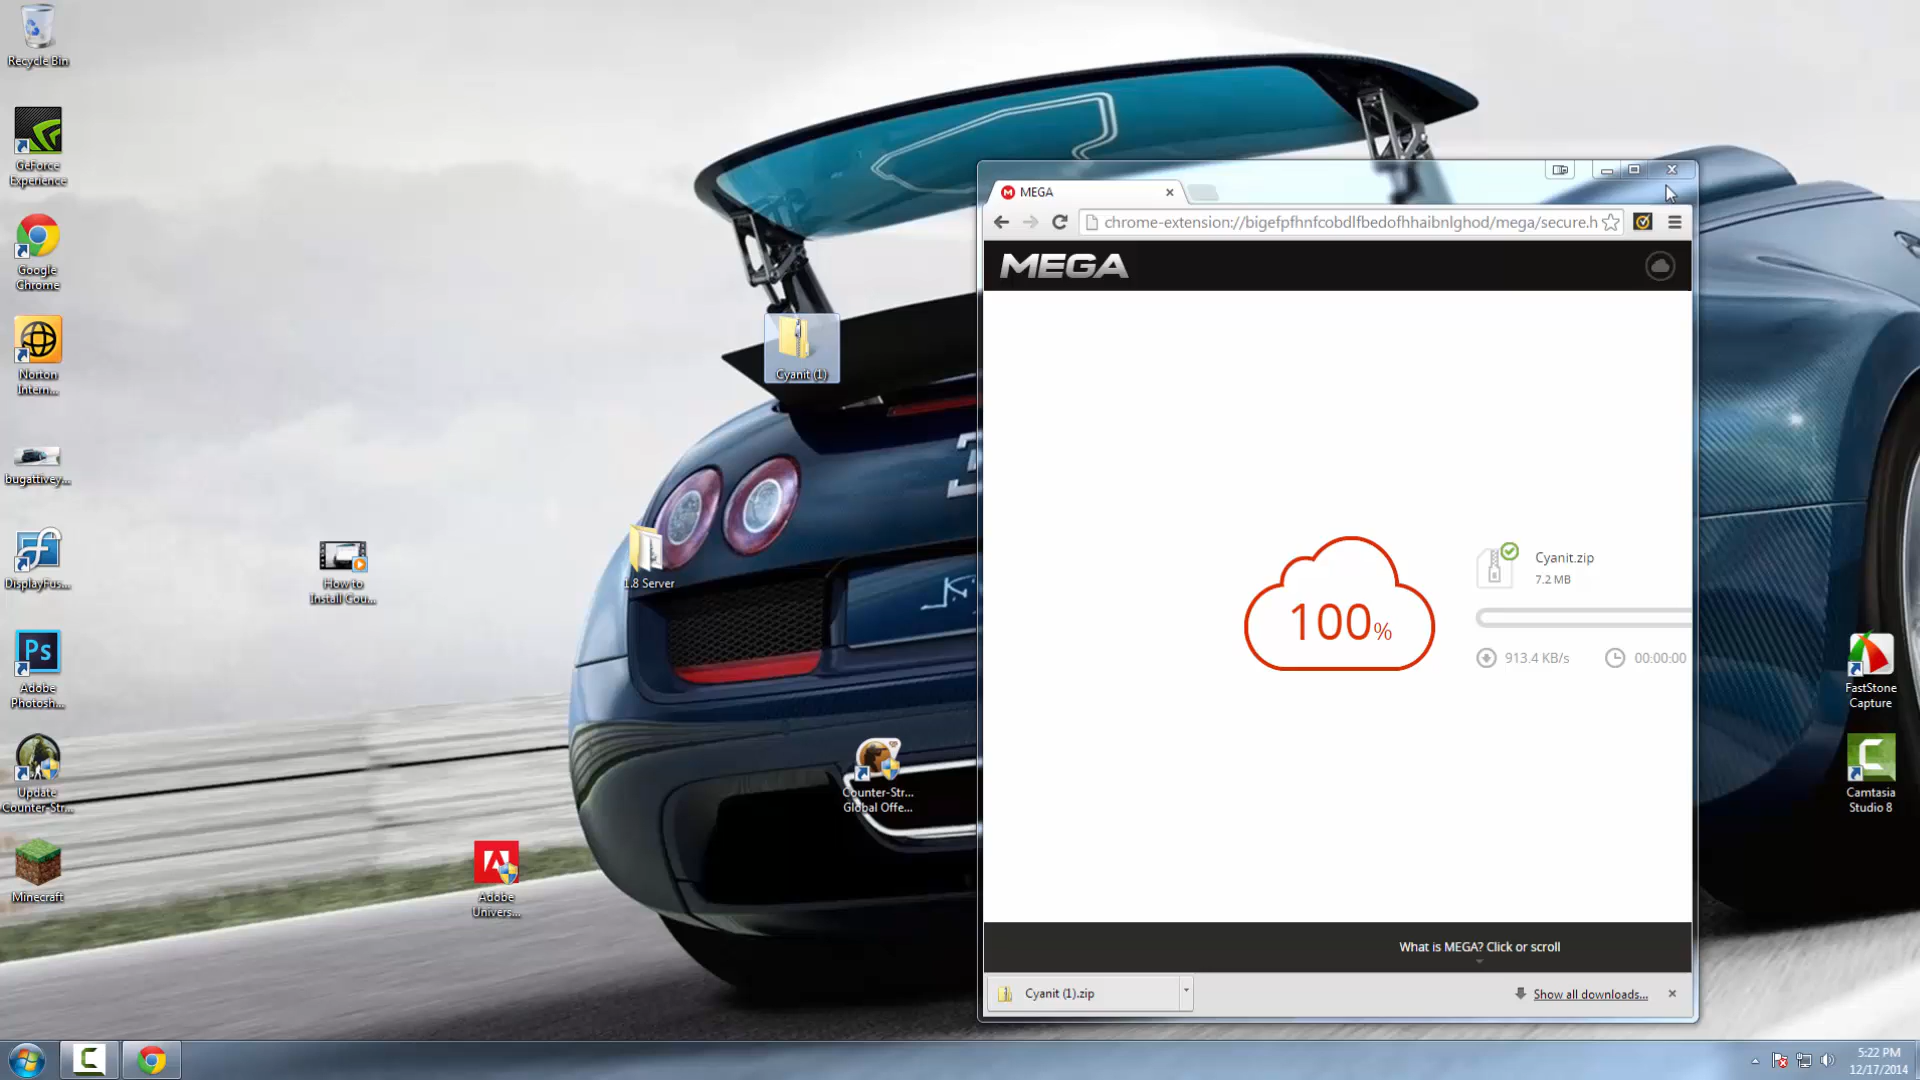 Recycle Bin
GeForce
Experience
Google
Chrome
Norton
Intern...
bugattivey...
DisplayFus...
Ps
Adobe
Photosh...
Update
Counter-Str...
Minecraft
How to
Install Cou...
Adobe
Univers...
1.8 Server
Cyanit (1)
Counter-Str...
Global Offe...
MEGA
chrome-extension://bigefpfhnfcobdlfbedofhhaibnlghod/mega/secure.h
MEGA
100%
Cyanit.zip
7.2 MB
913.4 KB/s
00:00:00
What is MEGA? Click or scroll
Cyanit (1).zip
Show all downloads...
FastStone
Capture
Camtasia
Studio 8
5:22 PM
12/17/2014